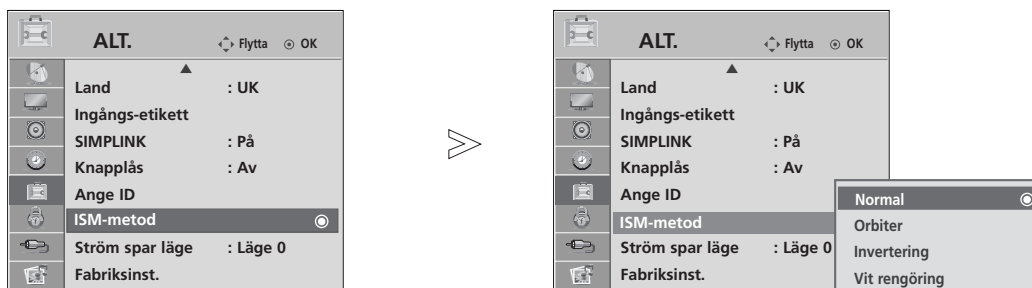 ALT. Flytta OK
Land : UK
Ingångs-etikett
SIMPLINK : På
Knapplås : Av
Ange ID
ISM-metod
Ström spar läge : Läge 0
Fabriksinst.
ALT. Flytta OK
Land : UK
Ingångs-etikett
SIMPLINK : På
Knapplås : Av
Ange ID
ISM-metod
Ström spar läge : Läge 0
Fabriksinst.
Normal
Orbiter
Invertering
Vit rengöring